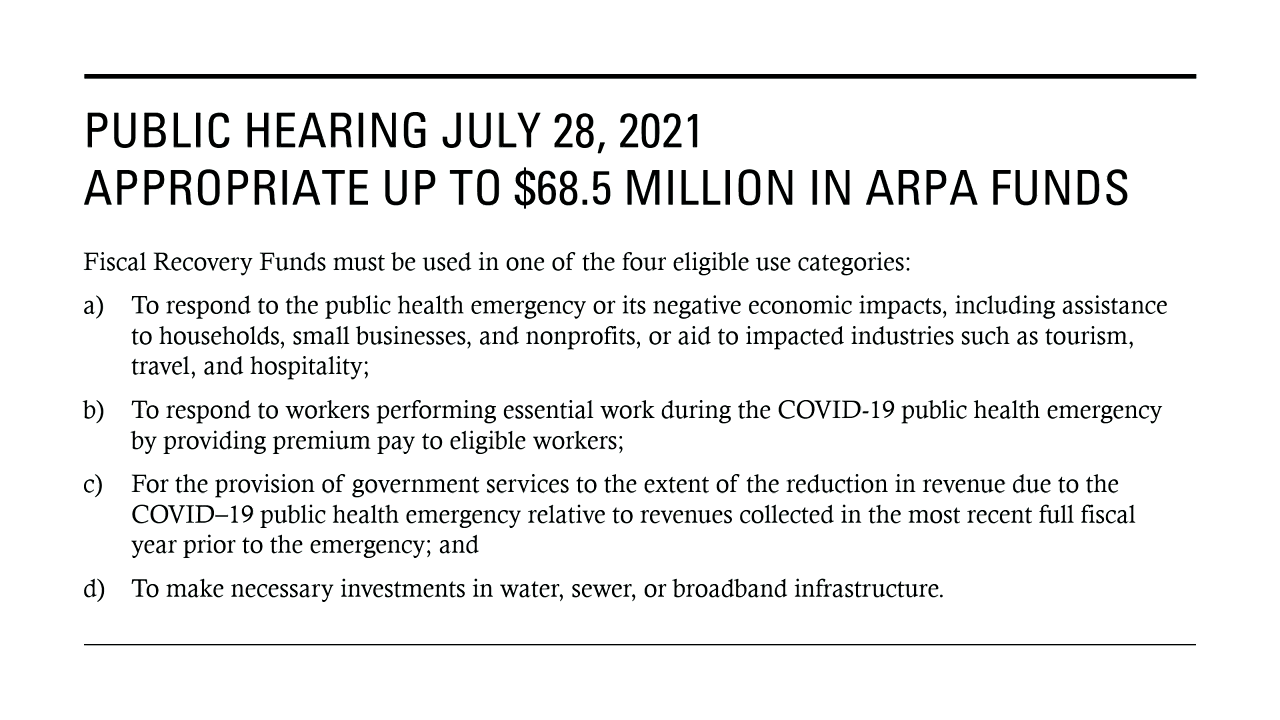 PUBLIC HEARING JULY 28, 2021
APPROPRIATE UP TO $68.5 MILLION IN ARPA FUNDS
Fiscal Recovery Funds must be used in one of the four eligible use categories:
a) To respond to the public health emergency or its negative economic impacts, including assistance
to households, small businesses, and nonprofits, or aid to impacted industries such as tourism,
travel, and hospitality;
b) To respond to workers performing essential work during the COVID-19 public health emergency
by providing premium pay to eligible workers;
c) For the provision of government services to the extent of the reduction in revenue due to the
COVID–19 public health emergency relative to revenues collected in the most recent full fiscal
year prior to the emergency; and
d) To make necessary investments in water, sewer, or broadband infrastructure.